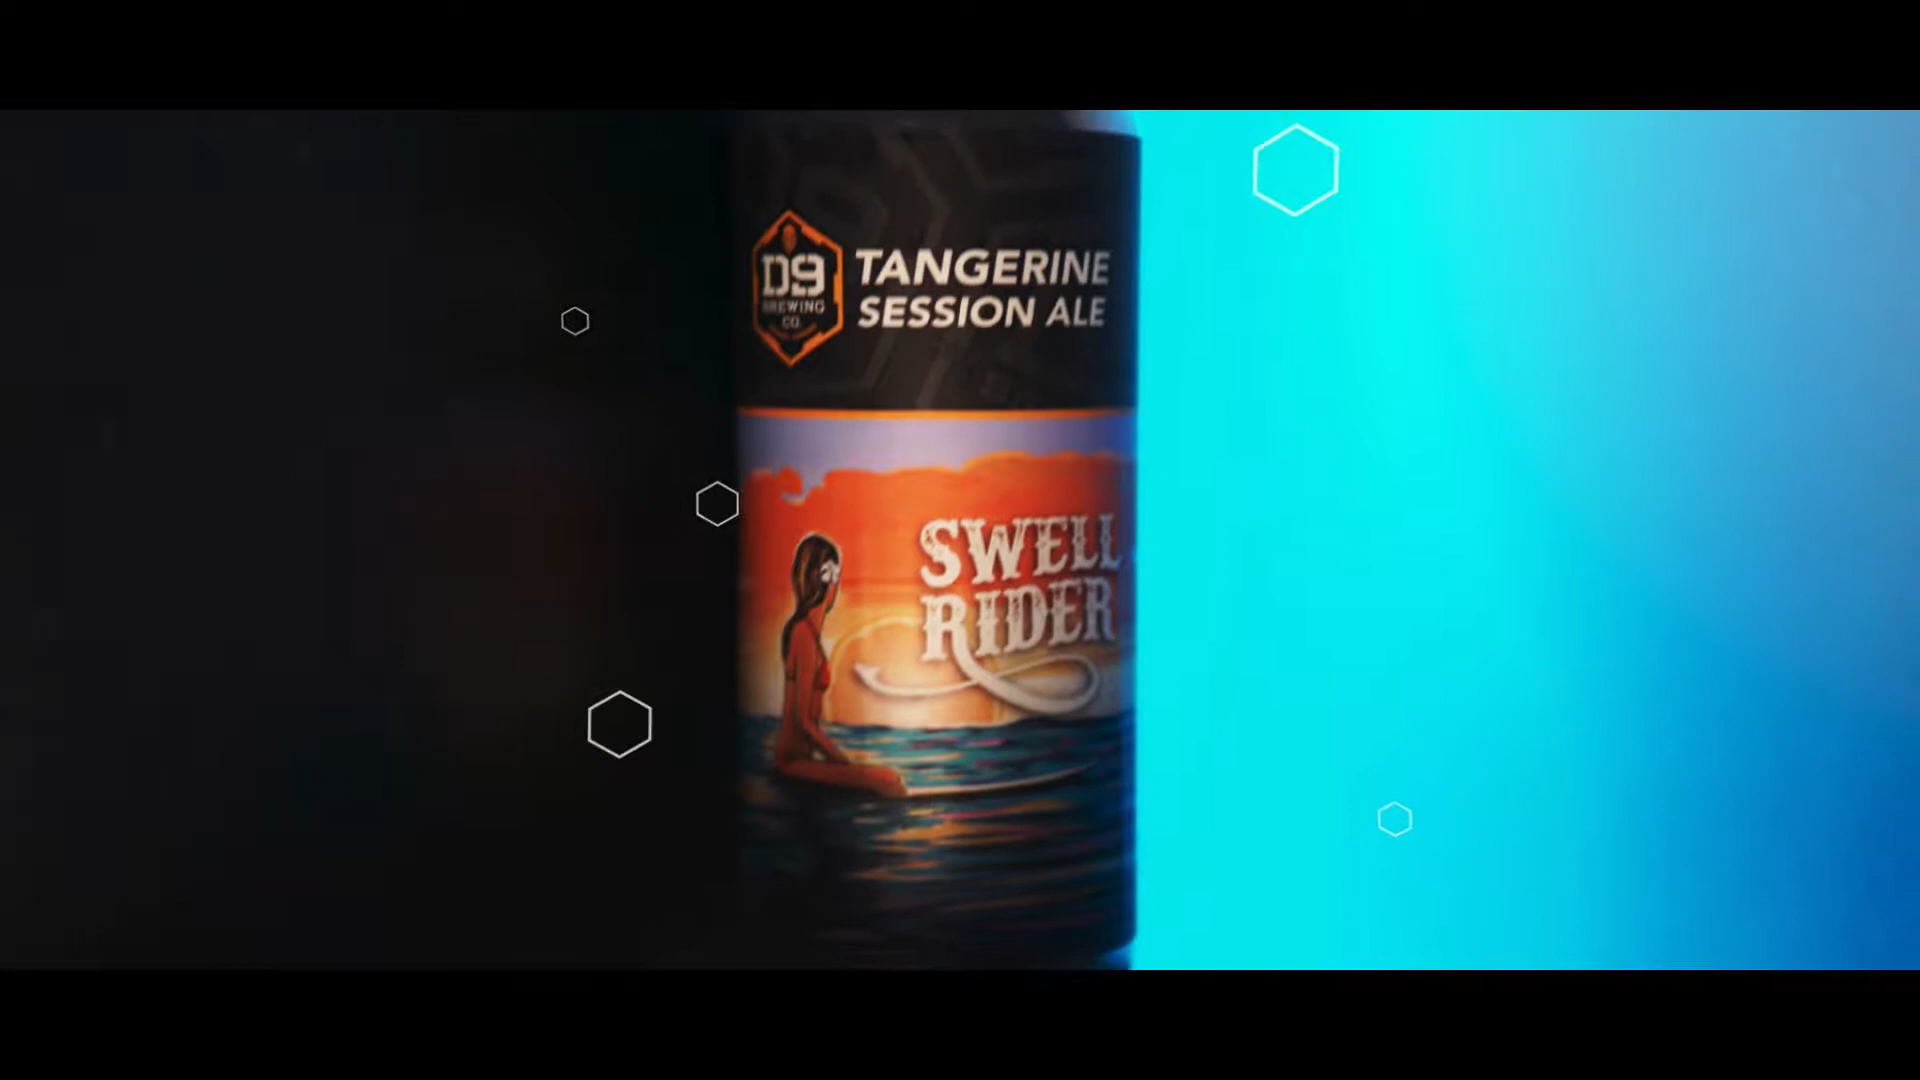 D9
BREWING
CO.
TANGERINE
SESSION ALE
SWELL
RIDER